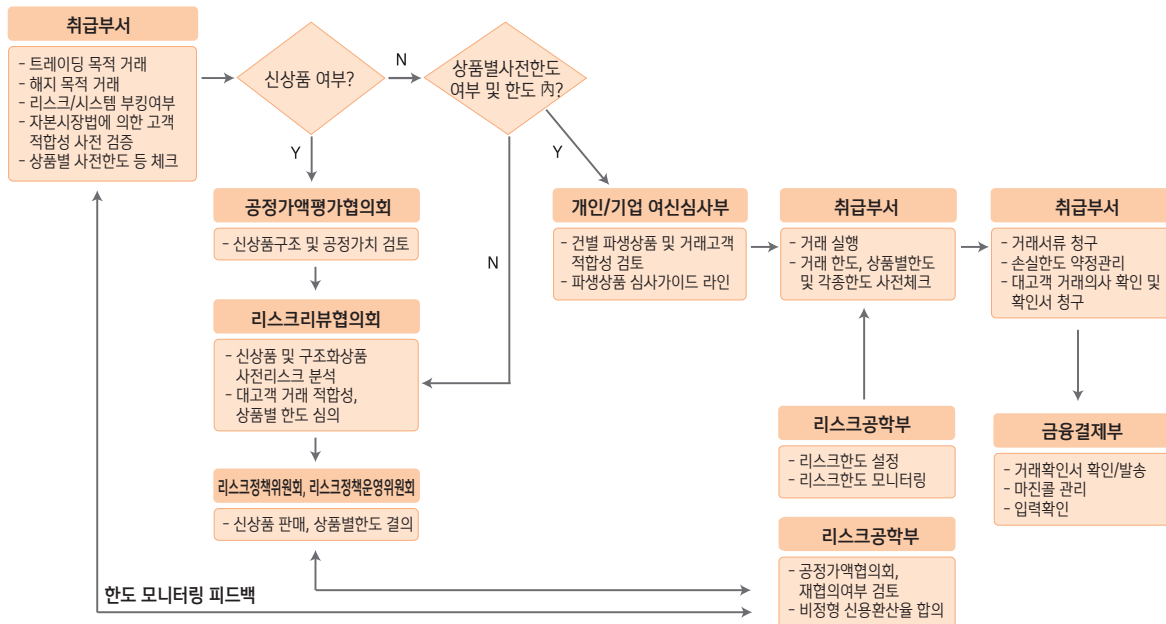 취급부서
- 트레이딩 목적 거래
- 해지 목적 거래
- 리스크/시스템 부킹여부
- 자본시장법에 의한 고객
적합성 사전 검증
- 상품별 사전한도 등 체크
신상품 여부?
N
상품별사전한도
여부 및 한도 內?
Y
Y
N
공정가액평가협의회
- 신상품구조 및 공정가치 검토
리스크리뷰협의회
- 신상품 및 구조화상품
사전리스크 분석
- 대고객 거래 적합성,
상품별 한도 심의
리스크정책위원회, 리스크정책운영위원회
- 신상품 판매, 상품별한도 결의
개인/기업 여신심사부
- 건별 파생상품 및 거래고객
적합성 검토
- 파생상품 심사가이드 라인
취급부서
- 거래 실행
- 거래 한도, 상품별한도
및 각종한도 사전체크
취급부서
- 거래서류 청구
- 손실한도 약정관리
- 대고객 거래의사 확인 및
확인서 청구
리스크공학부
- 리스크한도 설정
- 리스크한도 모니터링
금융결제부
- 거래확인서 확인/발송
- 마진콜 관리
- 입력확인
리스크공학부
- 공정가액협의회,
재협의여부 검토
- 비정형 신용환산율 합의
한도 모니터링 피드백